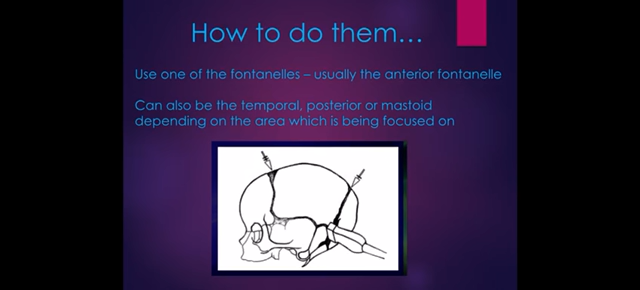 How to do them…
Use one of the fontanelles – usually the anterior fontanelle
Can also be the temporal, posterior or mastoid
depending on the area which is being focused on